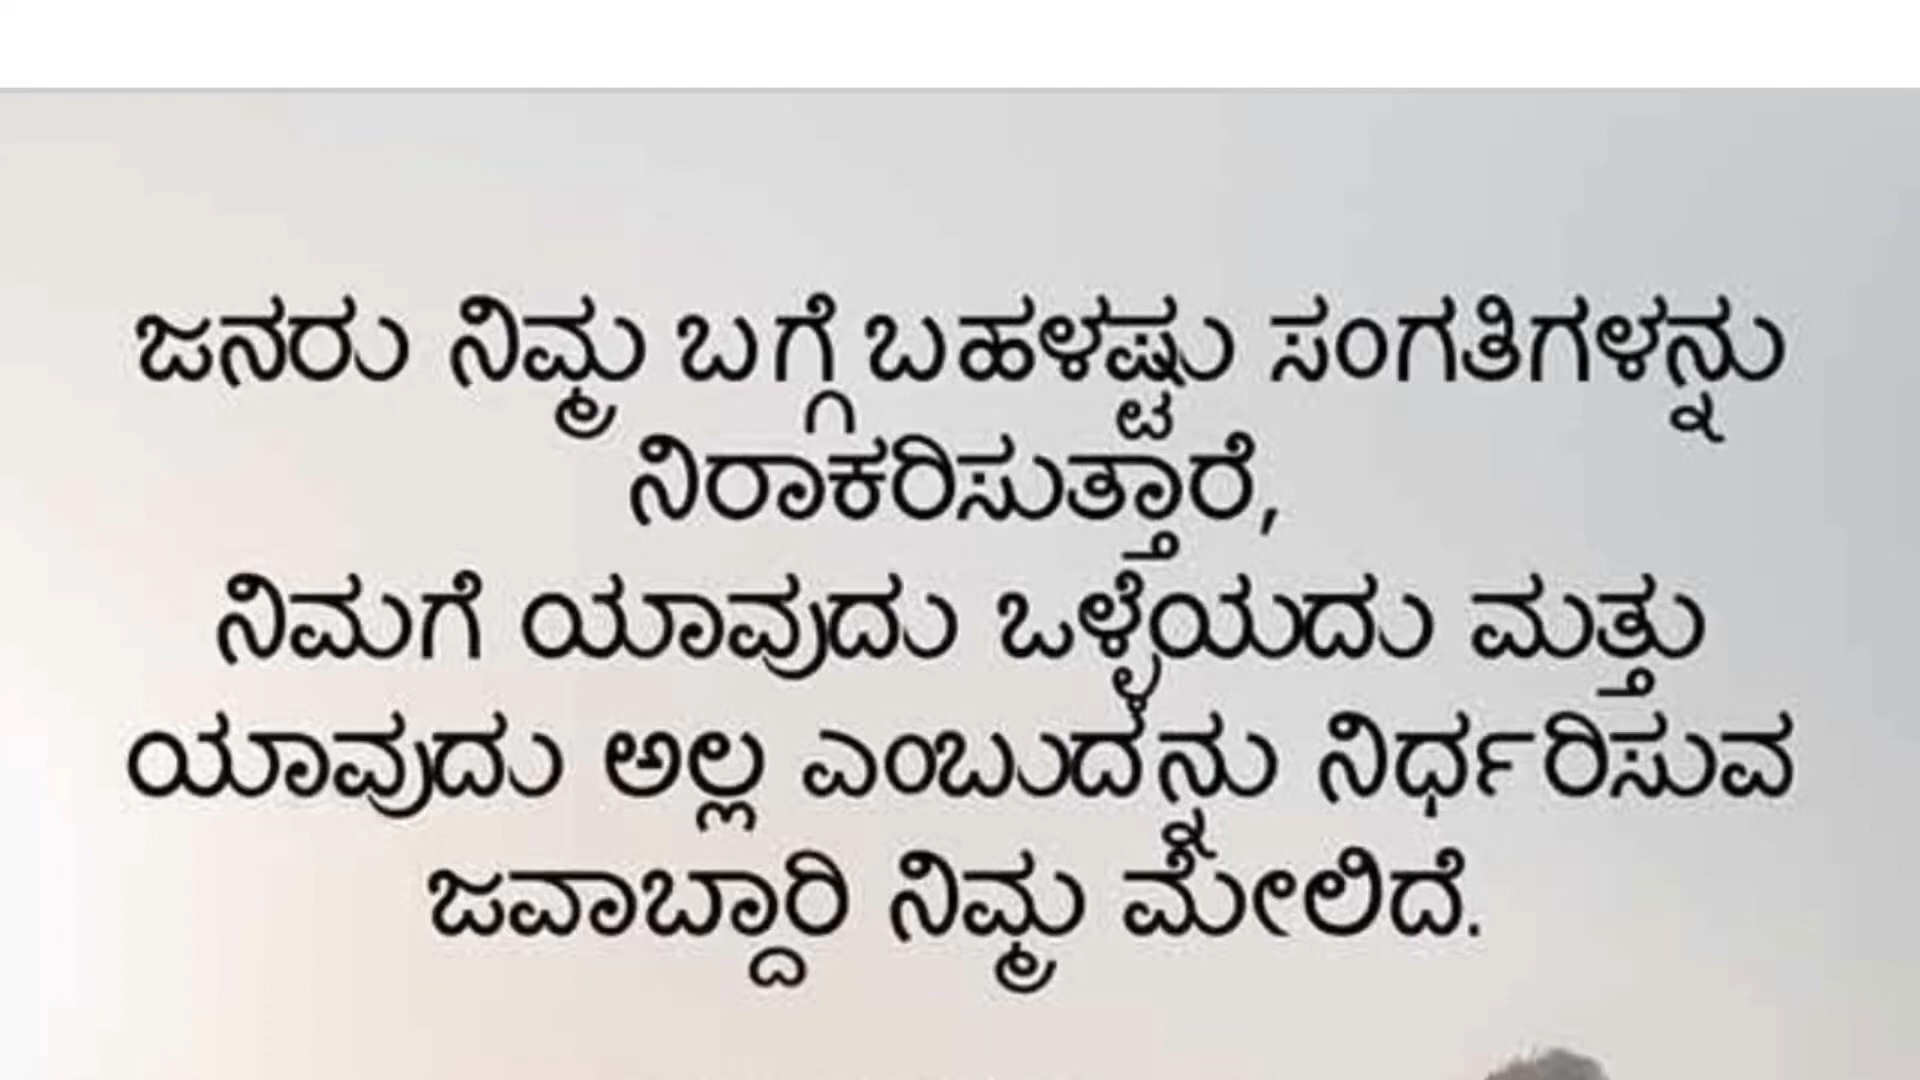 ಜನರು ನಿಮ್ಮ ಬಗ್ಗೆ ಬಹಳಷ್ಟು ಸಂಗತಿಗಳನ್ನು
ನಿರಾಕರಿಸುತ್ತಾರೆ,
ನಿಮಗೆ ಯಾವುದು ಒಳ್ಳೆಯದು ಮತ್ತು
ಯಾವುದು ಅಲ್ಲ ಎಂಬುದನ್ನು ನಿರ್ಧರಿಸುವ
ಜವಾಬ್ದಾರಿ ನಿಮ್ಮ ಮೇಲಿದೆ.